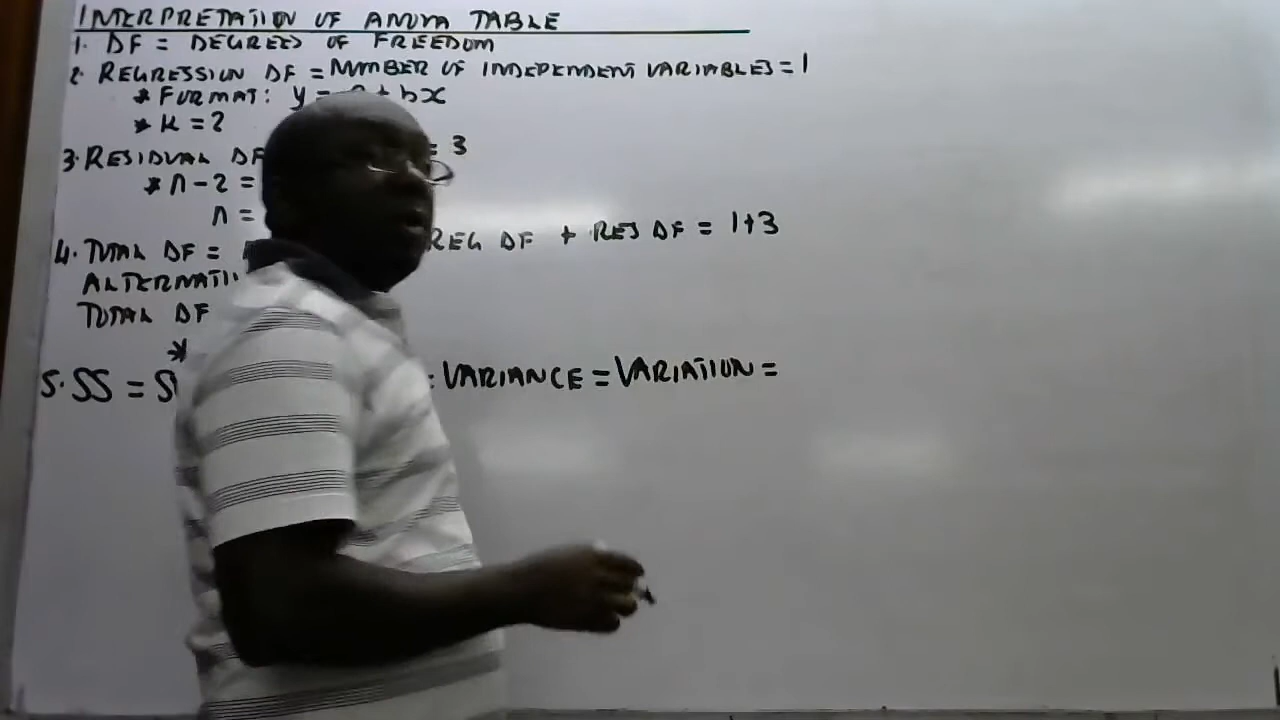 INTERPRETATION OF ANOVA TABLE
1. DF = DEGREES OF FREEDOM
2. REGRESSION DF = NUMBER OF INDEPENDENT VARIABLES = 1
* FORMAT: y = + bx
* K = 2
3. RESIDUAL DF = 3
* n - 2 =
n =
4. TOTAL DF = REG DF + RES DF = 1+3
TOTAL DF
*
5. SS = : VARIANCE = VARIATION =